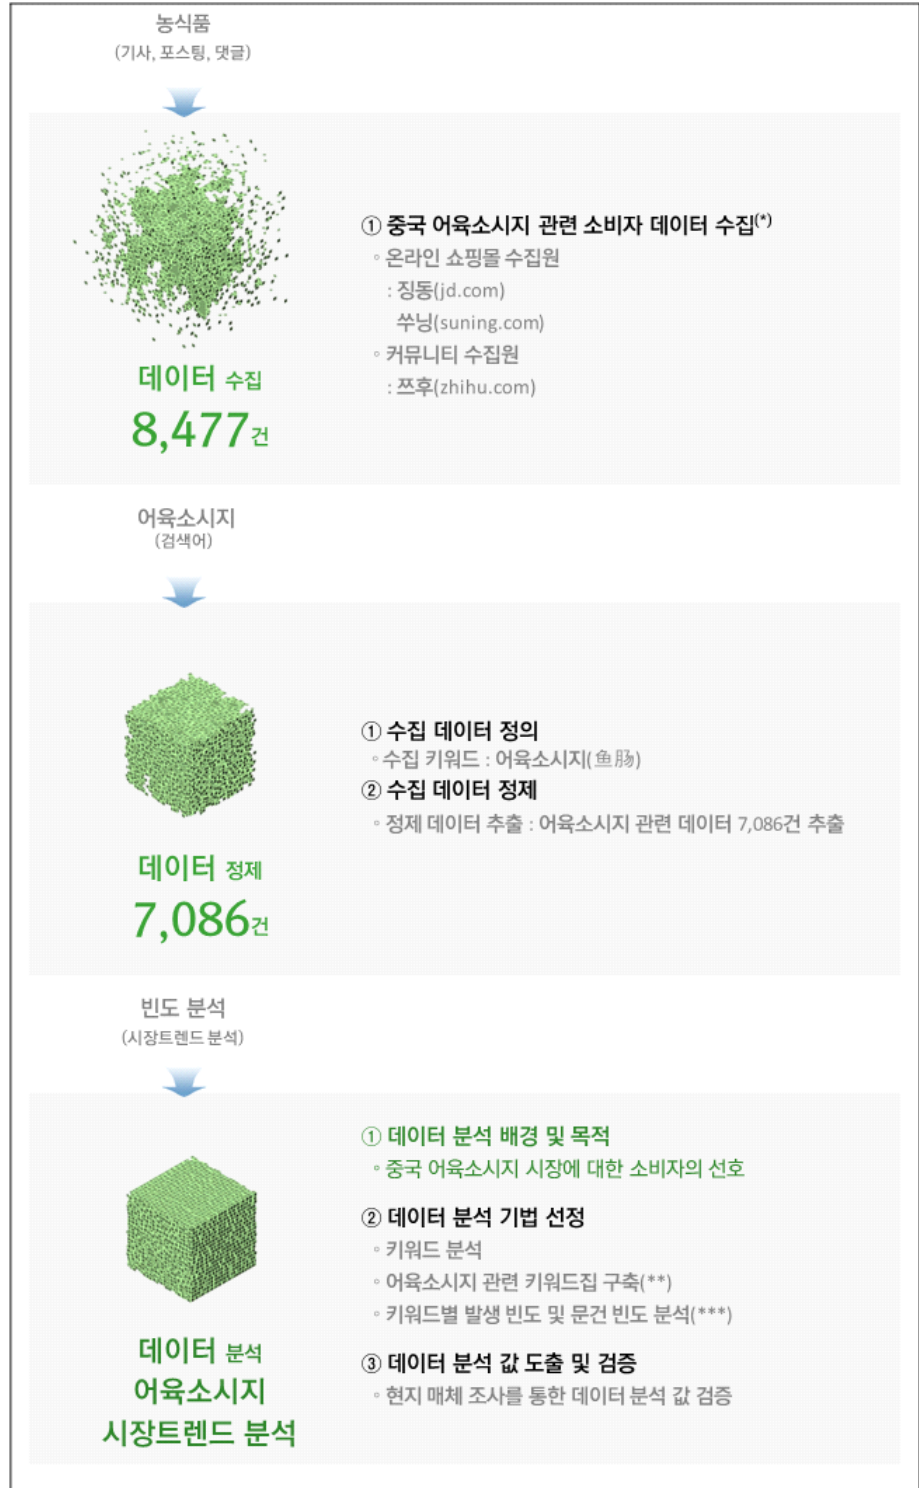 농식품
(기사, 포스팅, 댓글)
데이터 수집
8,477건
① 중국 어육소시지 관련 소비자 데이터 수집(*)
◦ 온라인 쇼핑몰 수집원
: 징동(jd.com)
쑤닝(suning.com)
◦ 커뮤니티 수집원
: 쯔후(zhihu.com)
어육소시지
(검색어)
데이터 정제
7,086건
① 수집 데이터 정의
◦ 수집 키워드 : 어육소시지(鱼肠)
② 수집 데이터 정제
◦ 정제 데이터 추출 : 어육소시지 관련 데이터 7,086건 추출
빈도 분석
(시장트렌드 분석)
데이터 분석
어육소시지
시장트렌드 분석
① 데이터 분석 배경 및 목적
◦ 중국 어육소시지 시장에 대한 소비자의 선호
② 데이터 분석 기법 선정
◦ 키워드 분석
◦ 어육소시지 관련 키워드집 구축(**)
◦ 키워드별 발생 빈도 및 문건 빈도 분석(***)
③ 데이터 분석 값 도출 및 검증
◦ 현지 매체 조사를 통한 데이터 분석 값 검증